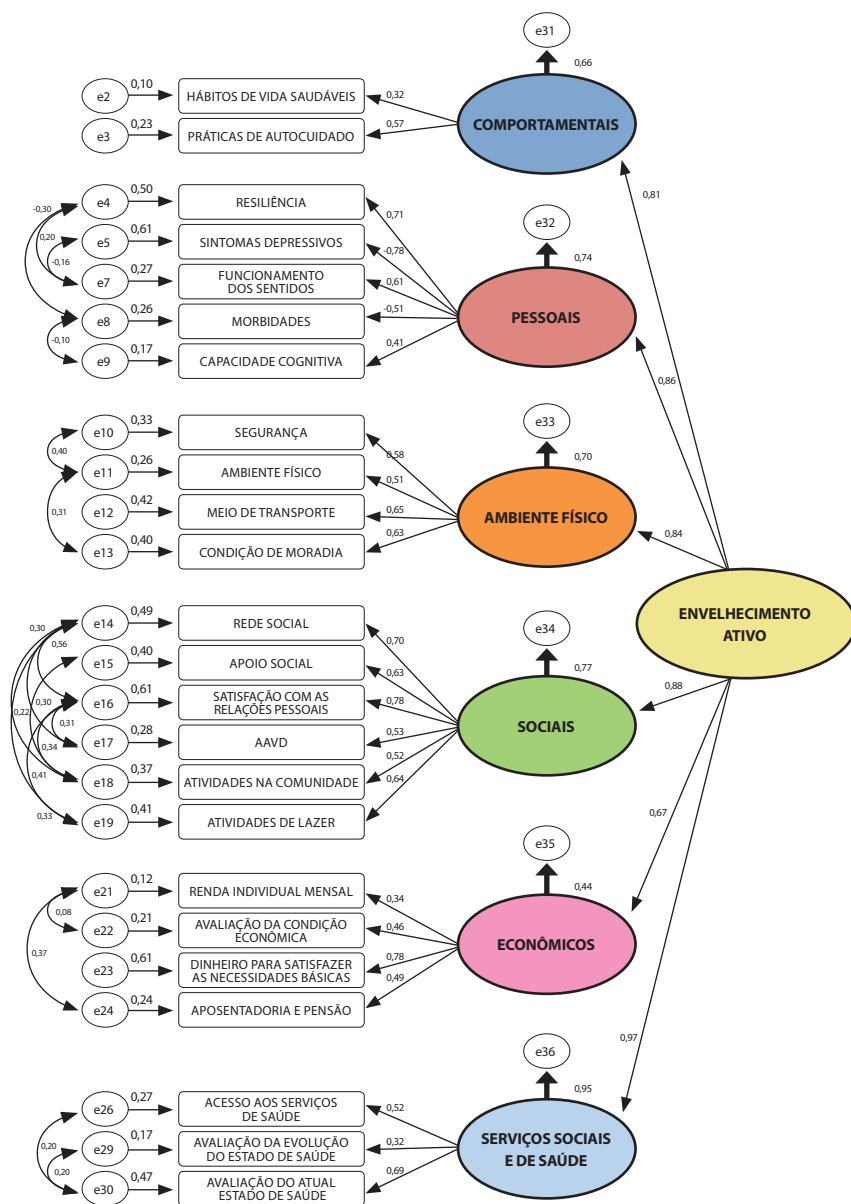 e31
0,66
COMPORTAMENTAIS
e2
0,10
HÁBITOS DE VIDA SAUDÁVEIS
0,32
e3
0,23
PRÁTICAS DE AUTOCUIDADO
0,57
0,81
e4
0,50
RESILIÊNCIA
0,71
e5
0,61
SINTOMAS DEPRESSIVOS
-0,78
e7
0,27
FUNCIONAMENTO
DOS SENTIDOS
0,61
e8
0,26
MORBIDADES
-0,51
e9
0,17
CAPACIDADE COGNITIVA
0,41
-0,30
0,20
-0,16
-0,10
e32
0,74
PESSOAIS
0,86
e10
0,33
SEGURANÇA
0,58
e11
0,26
AMBIENTE FÍSICO
0,51
e12
0,42
MEIO DE TRANSPORTE
0,65
e13
0,40
CONDIÇÃO DE MORADIA
0,63
0,40
0,31
e33
0,70
AMBIENTE FÍSICO
0,84
ENVELHECIMENTO
ATIVO
e14
0,49
REDE SOCIAL
0,70
e15
0,40
APOIO SOCIAL
0,63
e16
0,61
SATISFAÇÃO COM AS
RELAÇÕES PESSOAIS
0,78
e17
0,28
AAVD
0,53
e18
0,37
ATIVIDADES NA COMUNIDADE
0,52
e19
0,41
ATIVIDADES DE LAZER
0,64
0,30
0,56
0,22
0,30
0,31
0,34
0,41
0,33
e34
0,77
SOCIAIS
0,88
e21
0,12
RENDA INDIVIDUAL MENSAL
0,34
e22
0,21
AVALIAÇÃO DA CONDIÇÃO
ECONÔMICA
0,46
e23
0,61
DINHEIRO PARA SATISFAZER
AS NECESSIDADES BÁSICAS
0,78
e24
0,24
APOSENTADORIA E PENSÃO
0,49
0,08
0,37
e35
0,44
ECONÔMICOS
0,67
e26
0,27
ACESSO AOS SERVIÇOS
DE SAÚDE
0,52
e29
0,17
AVALIAÇÃO DA EVOLUÇÃO
DO ESTADO DE SAÚDE
0,32
e30
0,47
AVALIAÇÃO DO ATUAL
ESTADO DE SAÚDE
0,69
0,20
0,20
e36
0,95
SERVIÇOS SOCIAIS
E DE SAÚDE
0,97